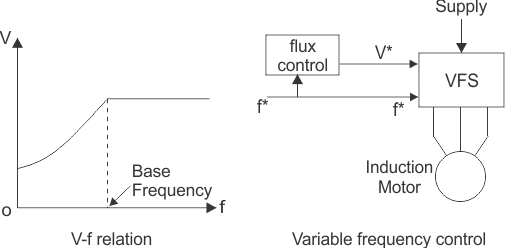 V
Base
Frequency
o
f
V-f relation
Supply
flux
control
V*
VFS
f*
f*
Induction
Motor
Variable frequency control